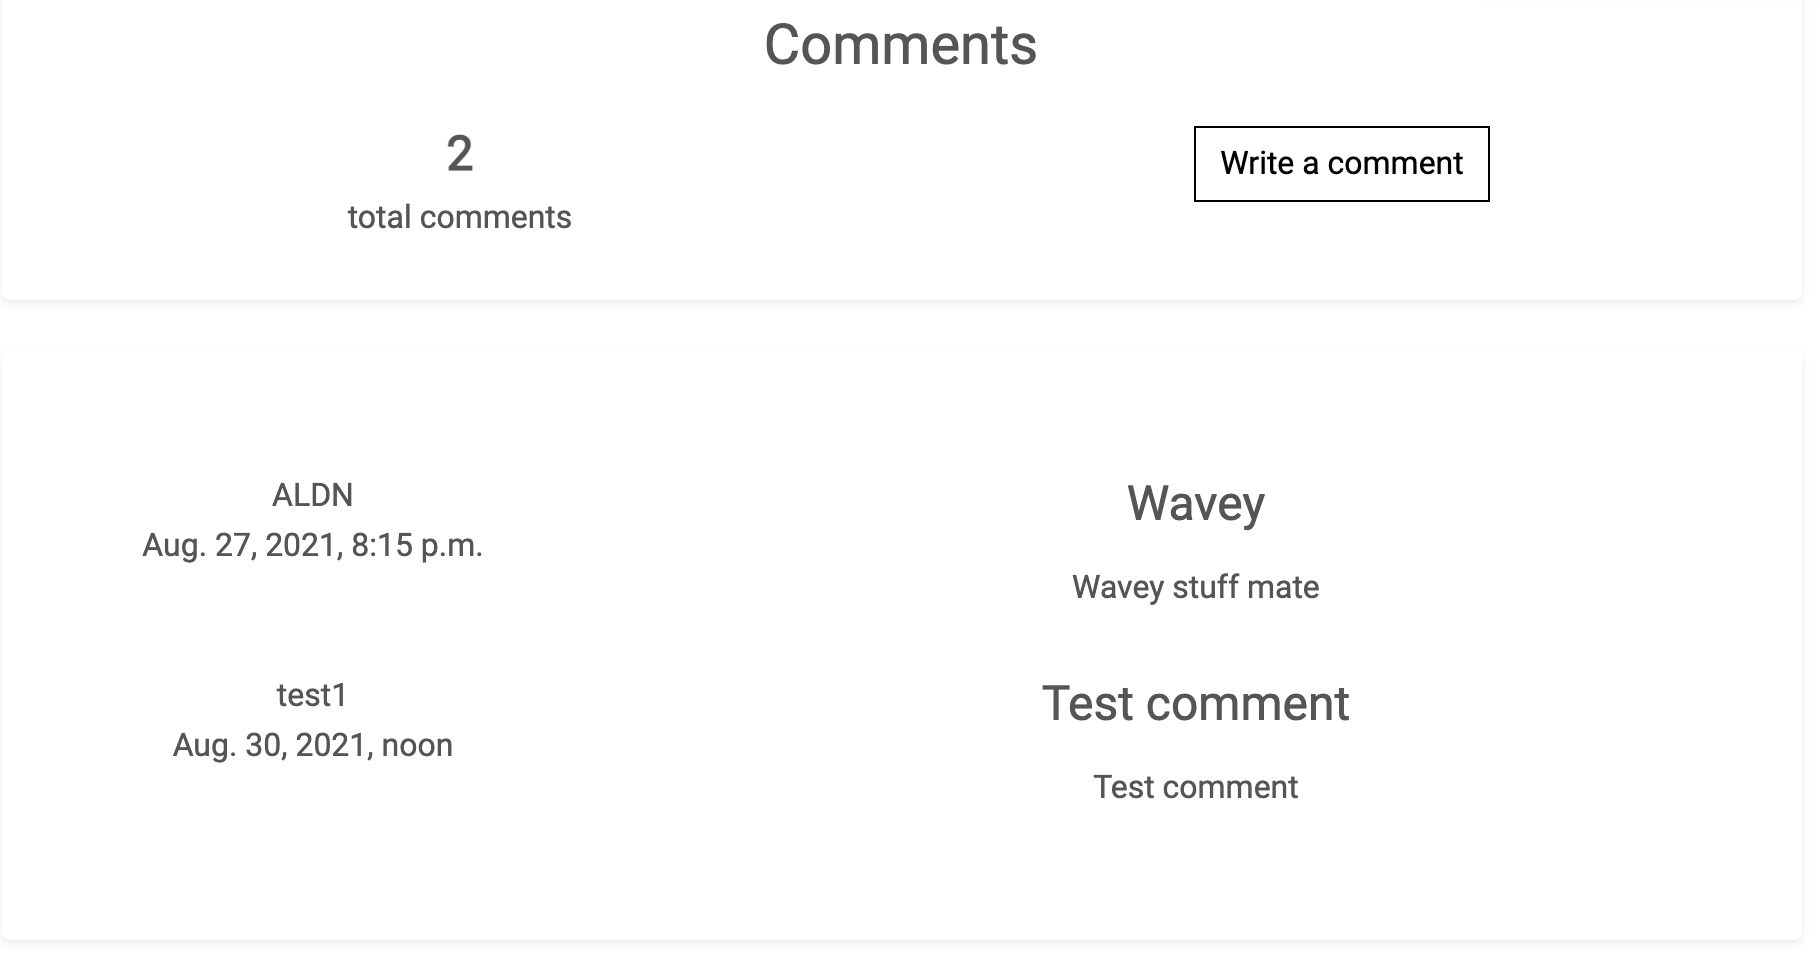 Comments
2
total comments
Write a comment
ALDN
Aug. 27, 2021, 8:15 p.m.
Wavey
Wavey stuff mate
test1
Aug. 30, 2021, noon
Test comment
Test comment